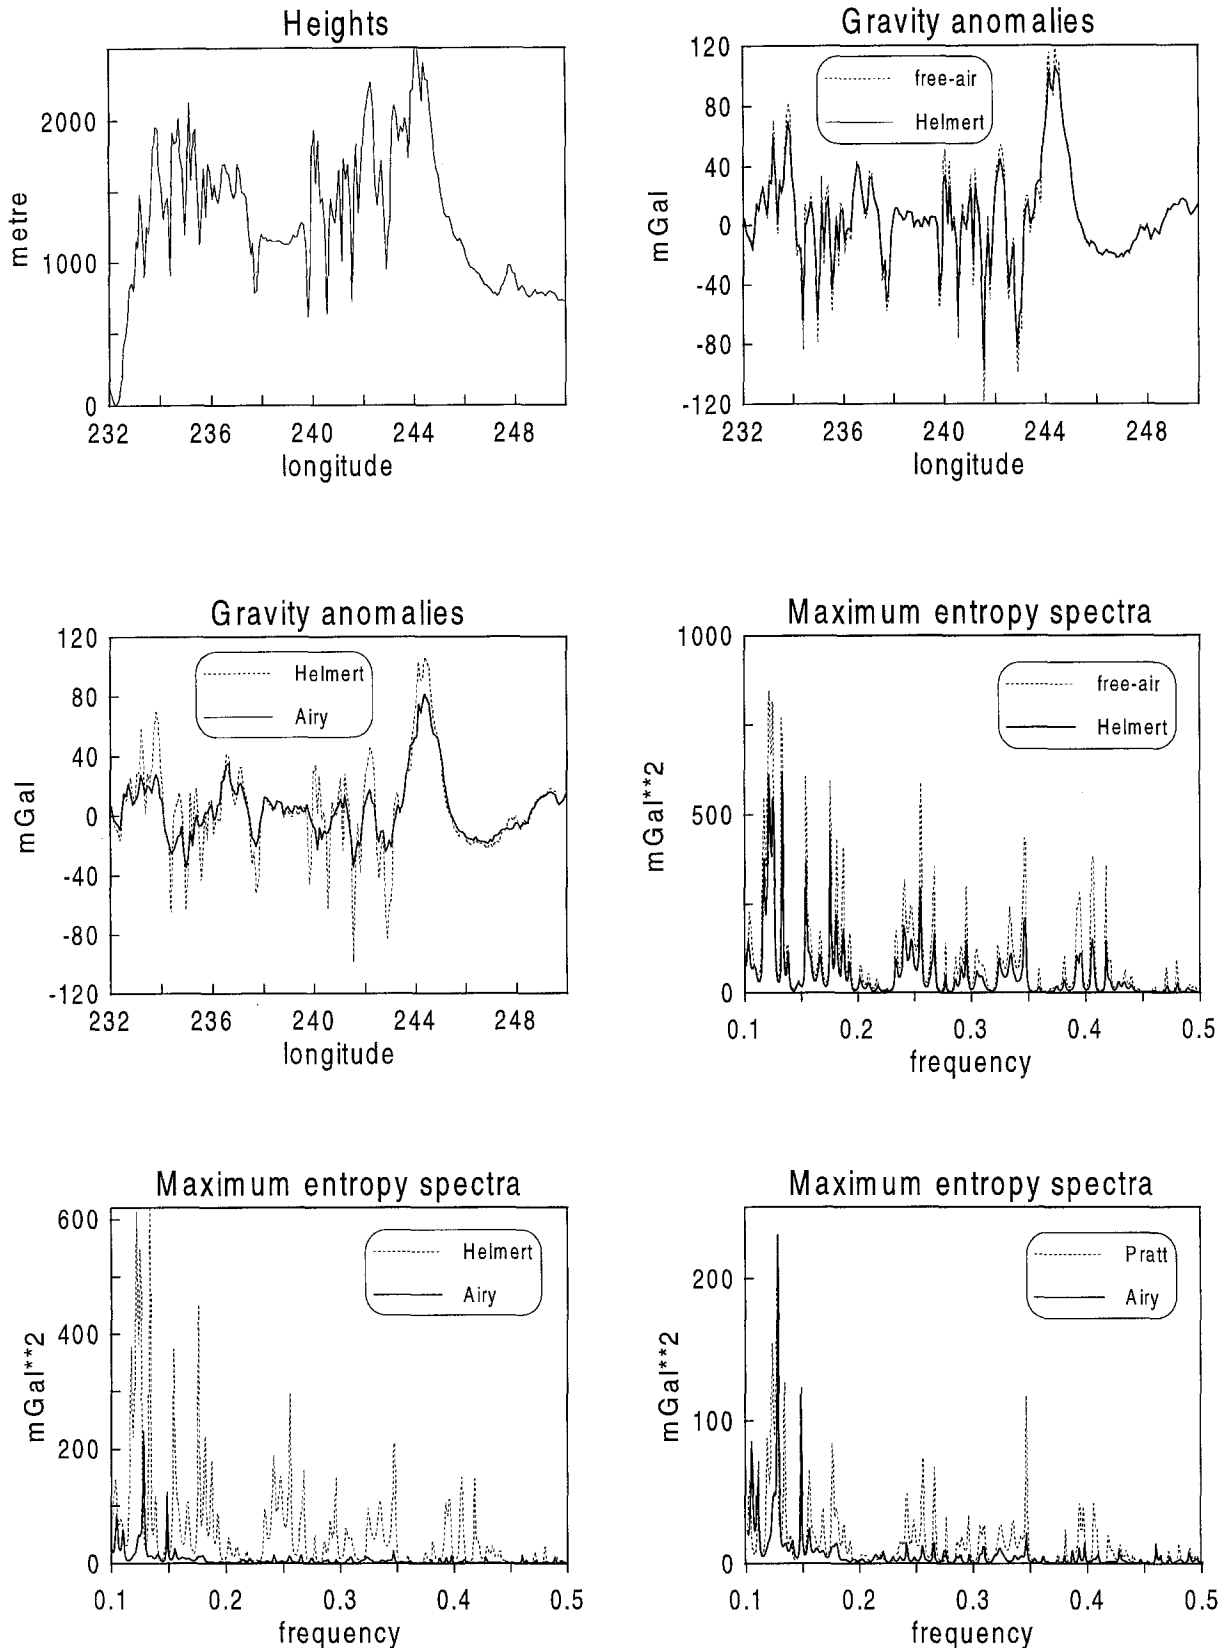 Heights
metre
2000
1000
0
232 236 240 244 248
longitude
Gravity anomalies
free-air
Helmert
mGal
120
80
40
0
-40
-80
-120
232 236 240 244 248
longitude
Gravity anomalies
Helmert
Airy
mGal
120
80
40
0
-40
-80
-120
232 236 240 244 248
longitude
Maximum entropy spectra
free-air
Helmert
mGal**2
1000
500
0
0.1 0.2 0.3 0.4 0.5
frequency
Maximum entropy spectra
Helmert
Airy
mGal**2
600
400
200
0
0.1 0.2 0.3 0.4 0.5
frequency
Maximum entropy spectra
Pratt
Airy
mGal**2
200
100
0
0.1 0.2 0.3 0.4 0.5
frequency